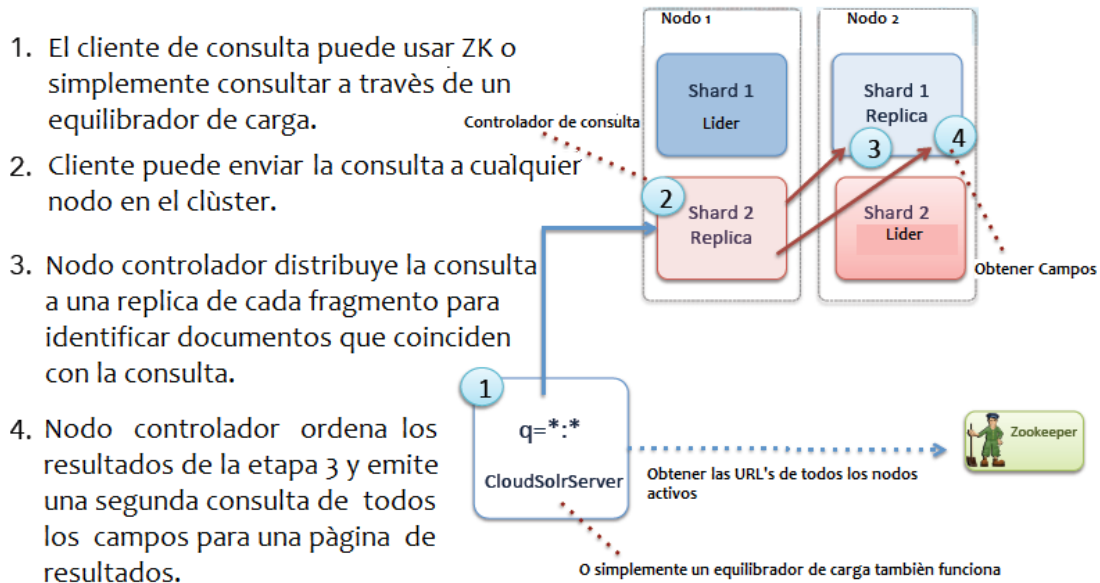 1. El cliente de consulta puede usar ZK o
simplemente consultar a travès de un
equilibrador de carga.
2. Cliente puede enviar la consulta a cualquier
nodo en el clùster.
3. Nodo controlador distribuye la consulta
a una replica de cada fragmento para
identificar documentos que coinciden
con la consulta.
4. Nodo controlador ordena los
resultados de la etapa 3 y emite
una segunda consulta de todos
los campos para una pàgina de
resultados.
Nodo 1
Nodo 2
Shard 1
Lider
Shard 1
Replica
Controlador de consulta
3
4
2
Shard 2
Replica
Shard 2
Lider
Obtener Campos
1
q=*:*
CloudSolrServer
Obtener las URL's de todos los nodos
activos
Zookeeper
O simplemente un equilibrador de carga tambièn funciona